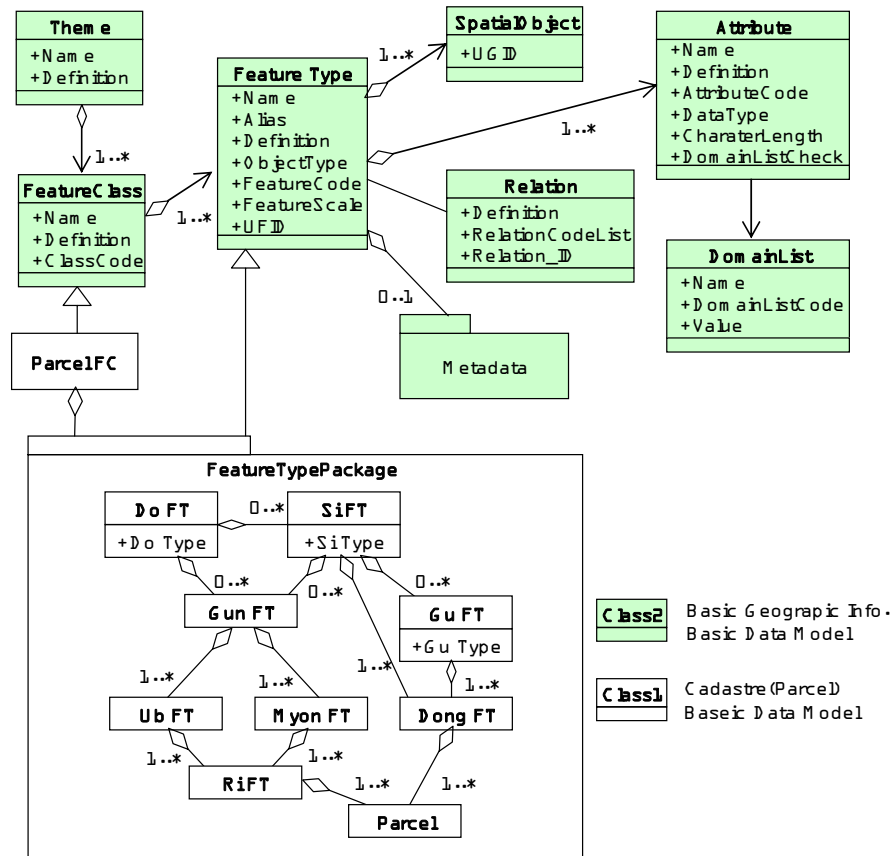 Theme
+Name
+Definition
1..*
FeatureClass
+Name
+Definition
+ClassCode
1..*
ParcelFC
Feature Type
+Name
+Alias
+Definition
+ObjectType
+FeatureCode
+FeatureScale
+UFID
1..*
SpatialObject
+UGID
1..*
Attribute
+Name
+Definition
+AttributeCode
+DataType
+CharaterLength
+DomainListCheck
Relation
+Definition
+RelationCodeList
+Relation_ID
DomainList
+Name
+DomainListCode
+Value
0..1
Metadata
FeatureTypePackage
Do FT
+Do Type
0..*
SiFT
+SiType
0..*
0..*
0..*
Gun FT
Gu FT
+Gu Type
1..*
1..*
1..*
1..*
Ub FT
Myon FT
Dong FT
1..*
1..*
RiFT
1..*
1..*
Parcel
Class2
Basic Geograpic Info.
Basic Data Model
Class1
Cadastre(Parcel)
Baseic Data Model